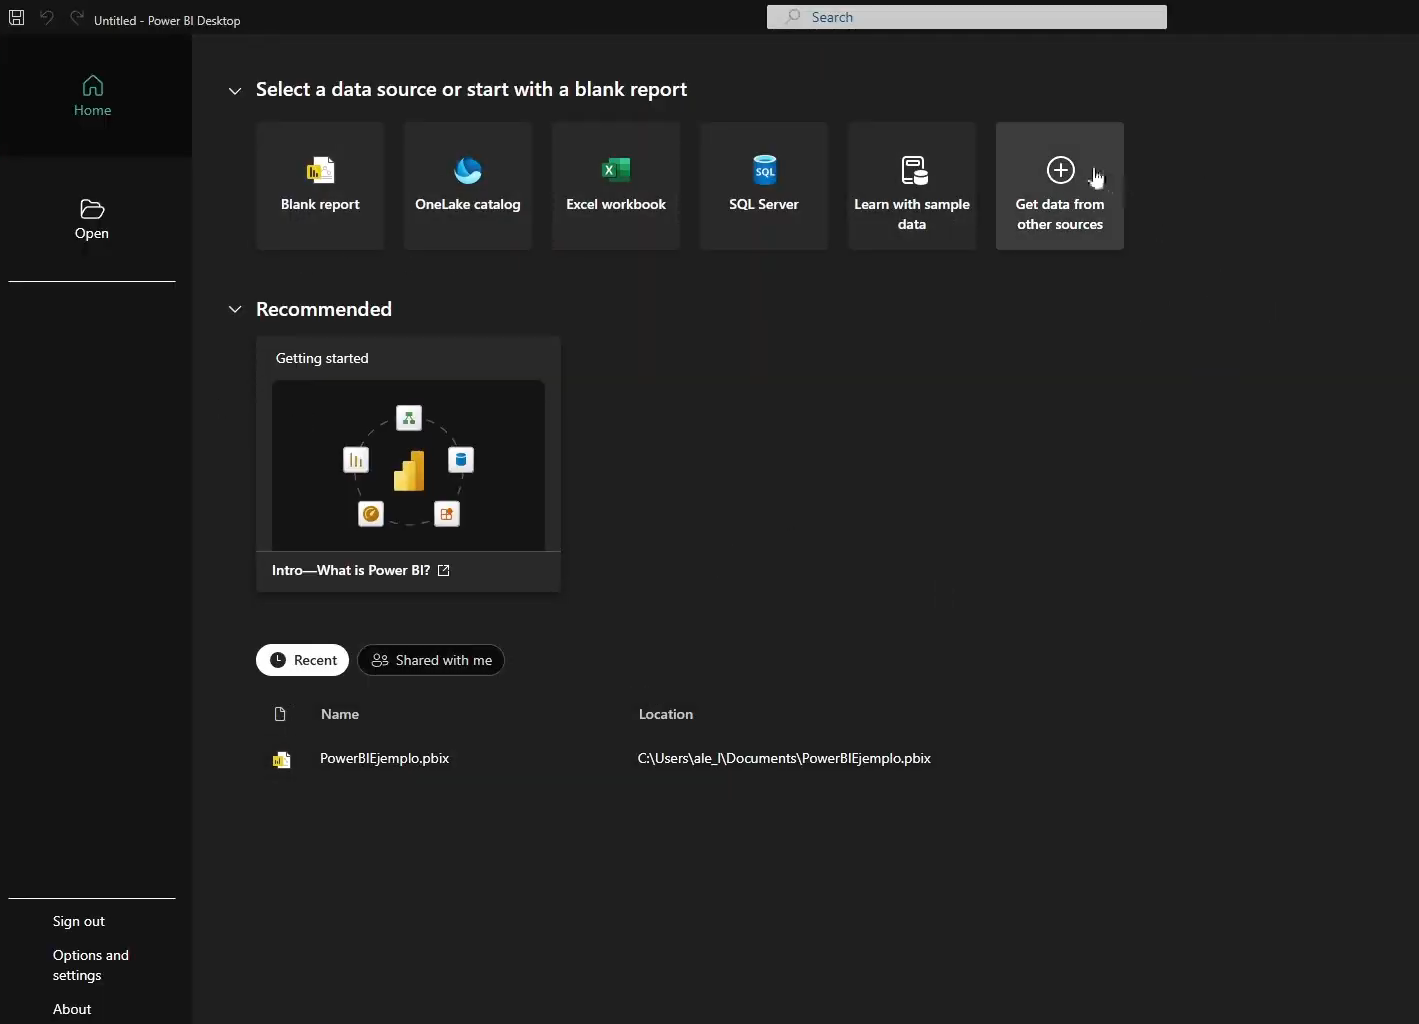 Untitled - Power BI Desktop
Search
Home
Open
Select a data source or start with a blank report
Blank report
OneLake catalog
Excel workbook
SQL
SQL Server
Learn with sample
data
Get data from
other sources
Recommended
Getting started
Intro—What is Power BI?
Recent
Shared with me
Name
Location
PowerBIEjemplo.pbix
C:\Users\ale_l\Documents\PowerBIEjemplo.pbix
Sign out
Options and
settings
About